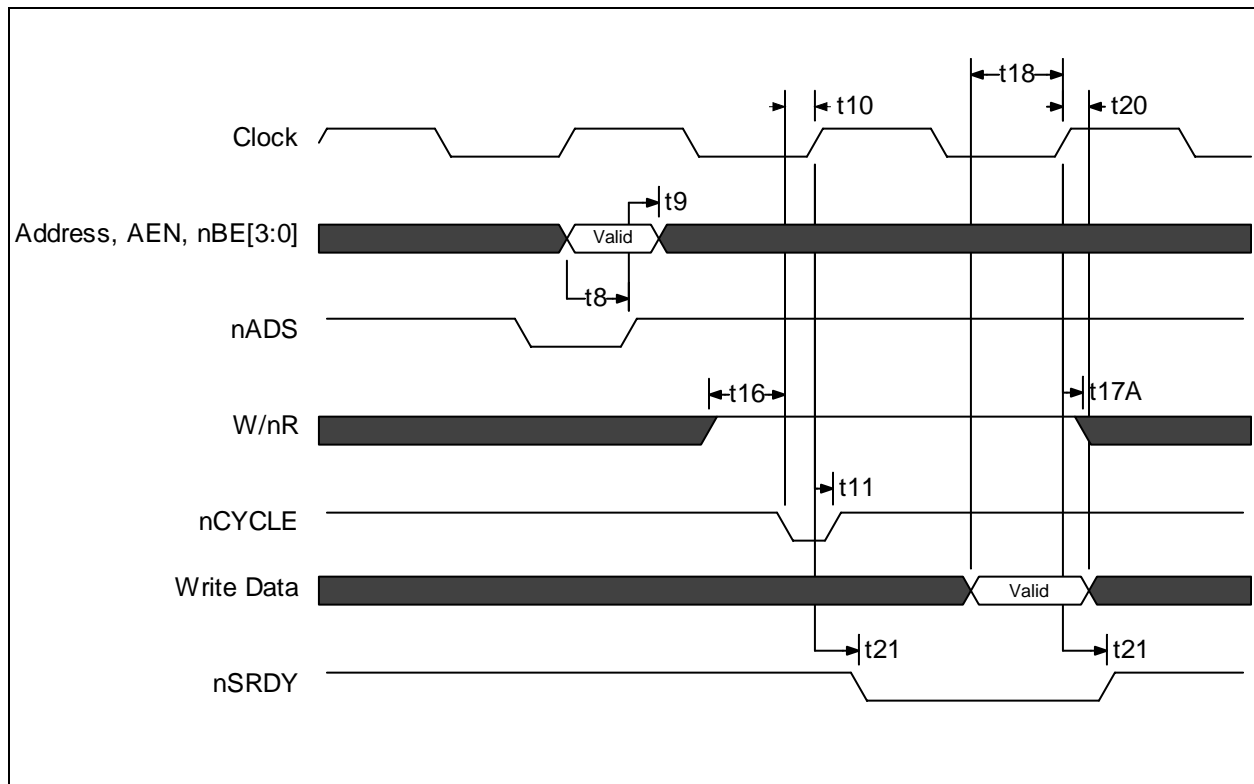 t18
t10
t20
Clock
t9
Address, AEN, nBE[3:0]
Valid
t8
nADS
t16
t17A
W/nR
t11
nCYCLE
Write Data
Valid
t21
t21
nSRDY